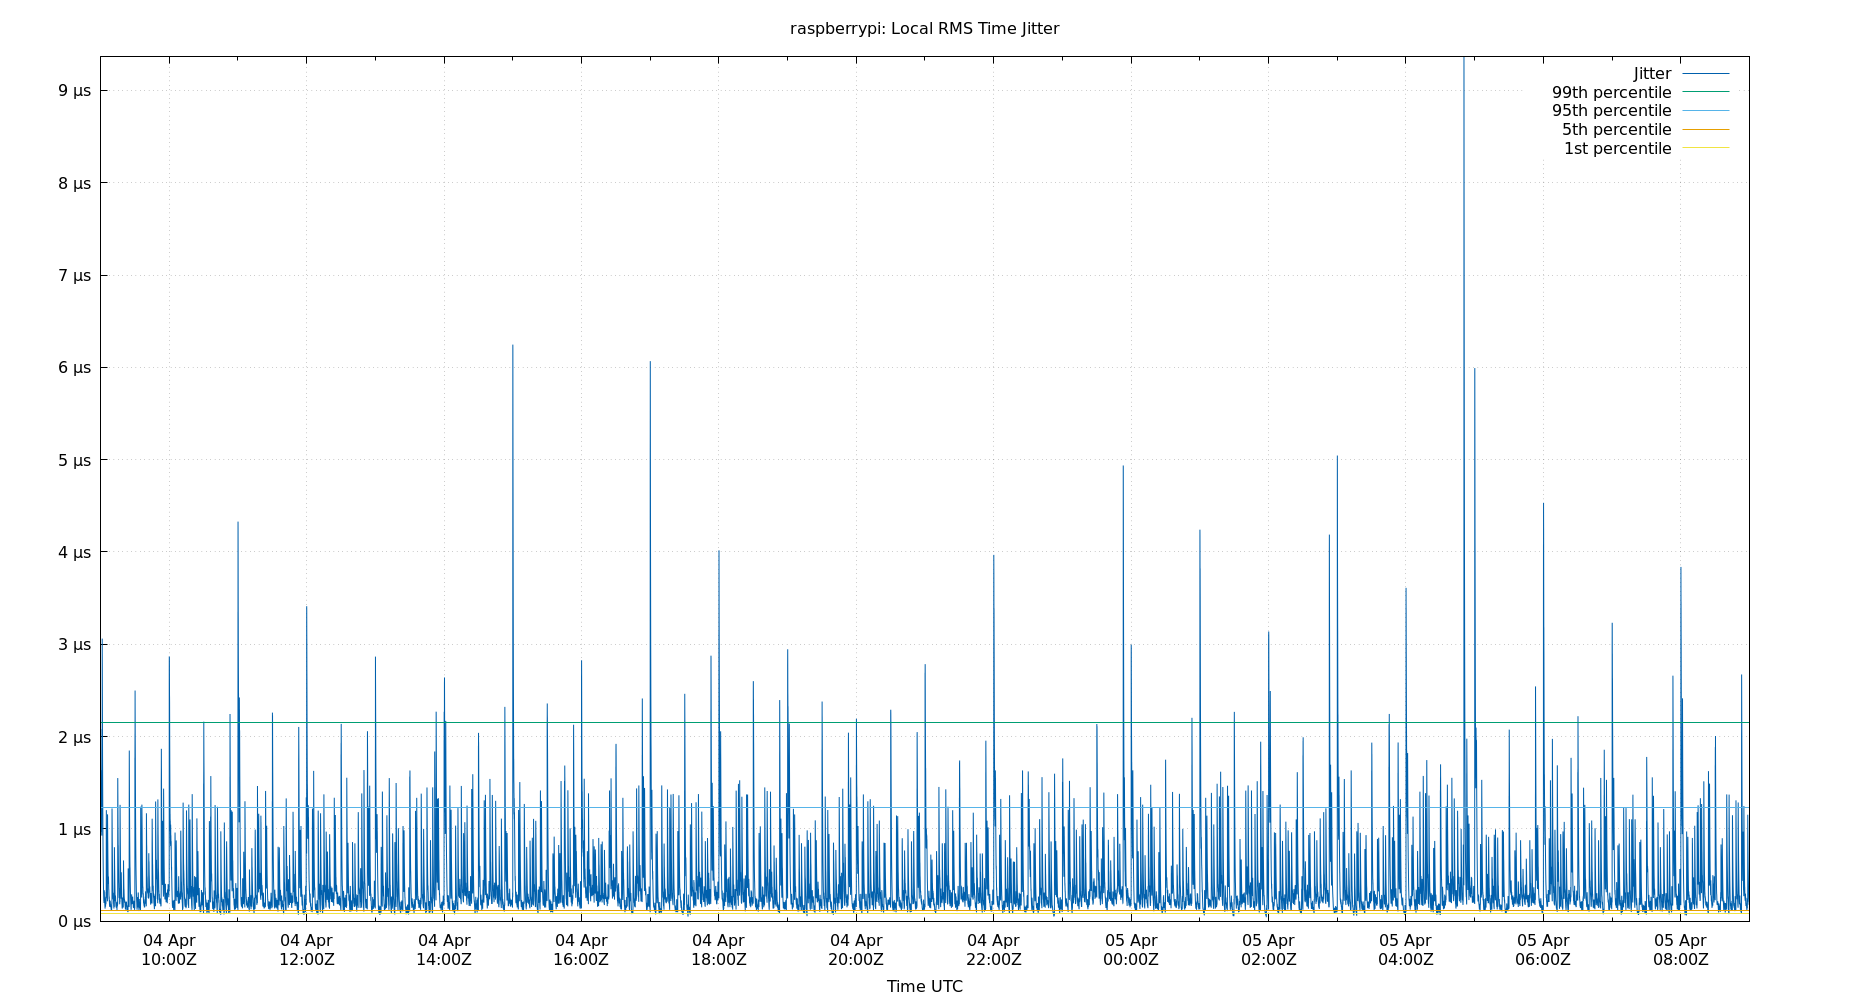 raspberrypi: Local RMS Time Jitter
Jitter
99th percentile
95th percentile
5th percentile
1st percentile
9 µs
8 µs
7 µs
6 µs
5 µs
4 µs
3 µs
2 µs
1 µs
0 µs
04 Apr 04 Apr 04 Apr 04 Apr 04 Apr 04 Apr 04 Apr 05 Apr 05 Apr 05 Apr 05 Apr 05 Apr
10:00Z 12:00Z 14:00Z 16:00Z 18:00Z 20:00Z 22:00Z 00:00Z 02:00Z 04:00Z 06:00Z 08:00Z
Time UTC